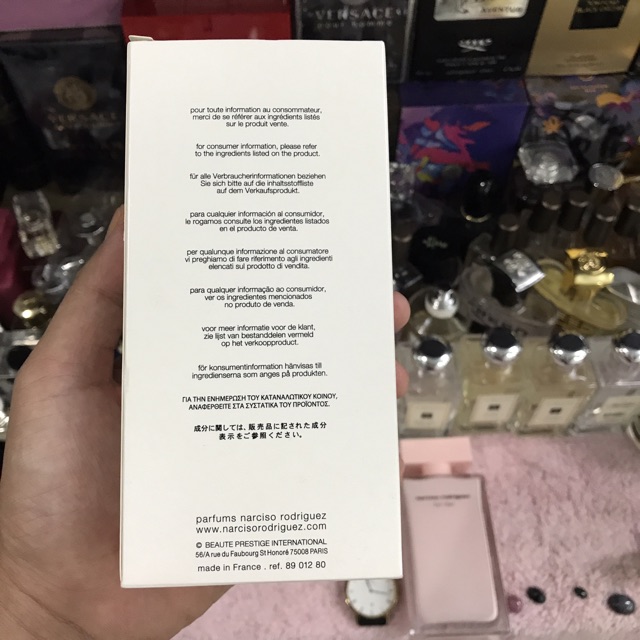 VERSACE
AVENTUS
pour toute information au consommateur,
merci de se référer aux ingrédients listés
sur le produit vente.
for consumer information, please refer
to the ingredients listed on the product.
für alle Verbraucherinformationen beziehen
Sie sich bitte auf die inhaltsstoffliste
auf dem Verkaufsprodukt.
para cualquier información al consumidor,
le rogamos consulte los ingredientes listados
en el producto de venta.
per qualunque informazione al consumatore
vi preghiamo di fare riferimento agli ingredienti
elencati sul prodotto di vendita.
para qualquer informação ao consumidor,
ver os ingredientes mencionados
no produto de venda.
voor meer informatie voor de klant,
zie lijst van bestanddelen vermeld
op het verkoopproduct.
för konsumentinformation hänvisas till
ingredienserna som anges på produkten.
ΓΙΑ ΤΗΝ ΕΝΗΜΕΡΩΣΗ ΤΟΥ ΚΑΤΑΝΑΛΩΤΙΚΟΥ ΚΟΙΝΟΥ,
ΑΝΑΦΕΡΘΕΙΤΕ ΣΤΑ ΣΥΣΤΑΤΙΚΑ ΤΟΥ ΠΡΟΪΟΝΤΟΣ.
成分に関しては、販売品に記された成分
表示をご参照ください。
parfums narciso rodriguez
www.narcisorodriguez.com
© BEAUTE PRESTIGE INTERNATIONAL
56/A rue du Faubourg St Honoré 75008 PARIS
made in France . ref. 89 012 80
narciso rodriguez